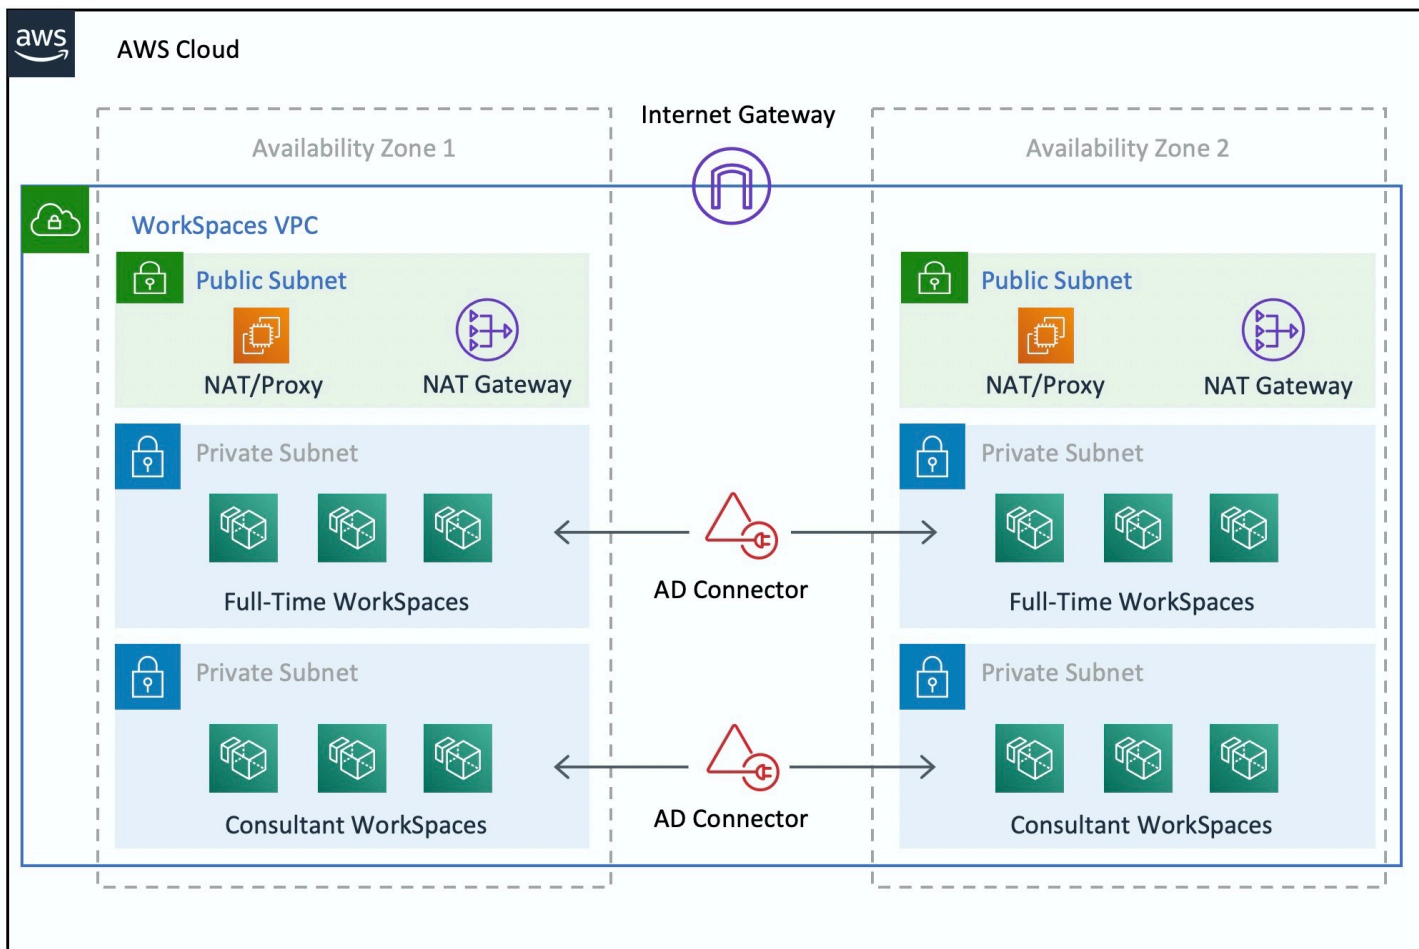 aws
AWS Cloud
Internet Gateway
Availability Zone 1
Availability Zone 2
WorkSpaces VPC
Public Subnet
NAT/Proxy
NAT Gateway
Public Subnet
NAT/Proxy
NAT Gateway
Private Subnet
Full-Time WorkSpaces
AD Connector
Private Subnet
Full-Time WorkSpaces
Private Subnet
Consultant WorkSpaces
AD Connector
Private Subnet
Consultant WorkSpaces